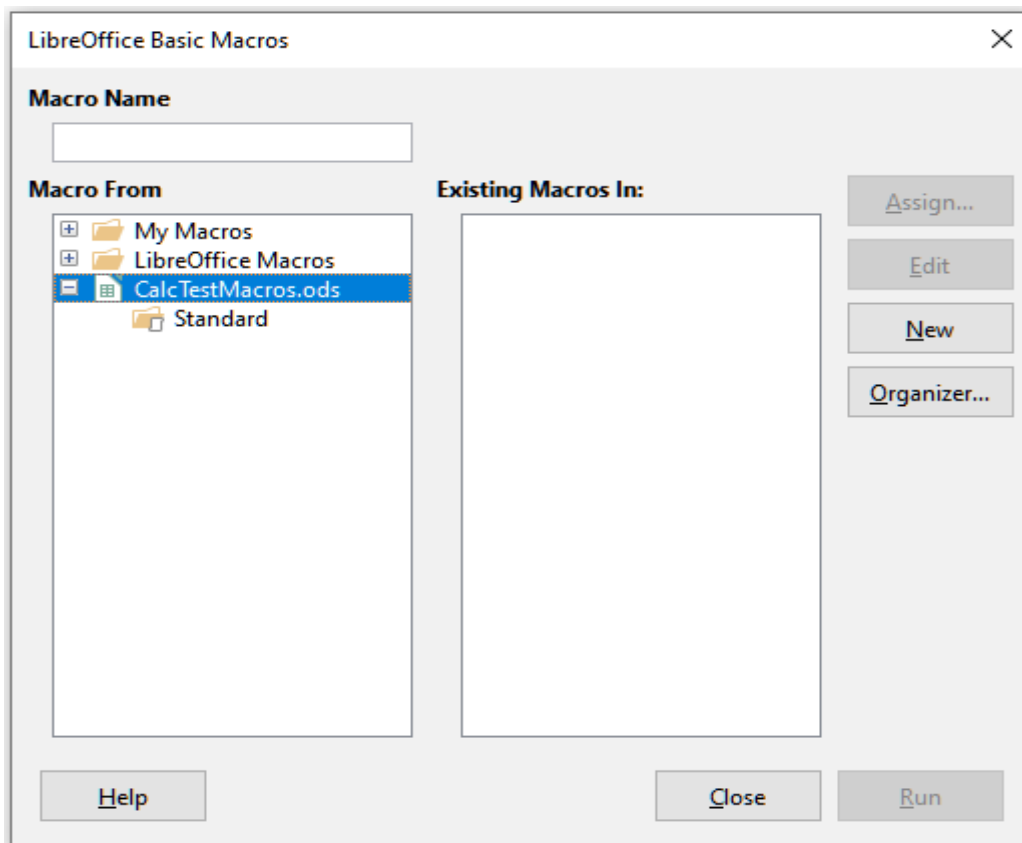 LibreOffice Basic Macros
Macro Name
Macro From
Existing Macros In:
Assign...
My Macros
LibreOffice Macros
Edit
CalcTestMacros.ods
Standard
New
Organizer...
Help
Close
Run